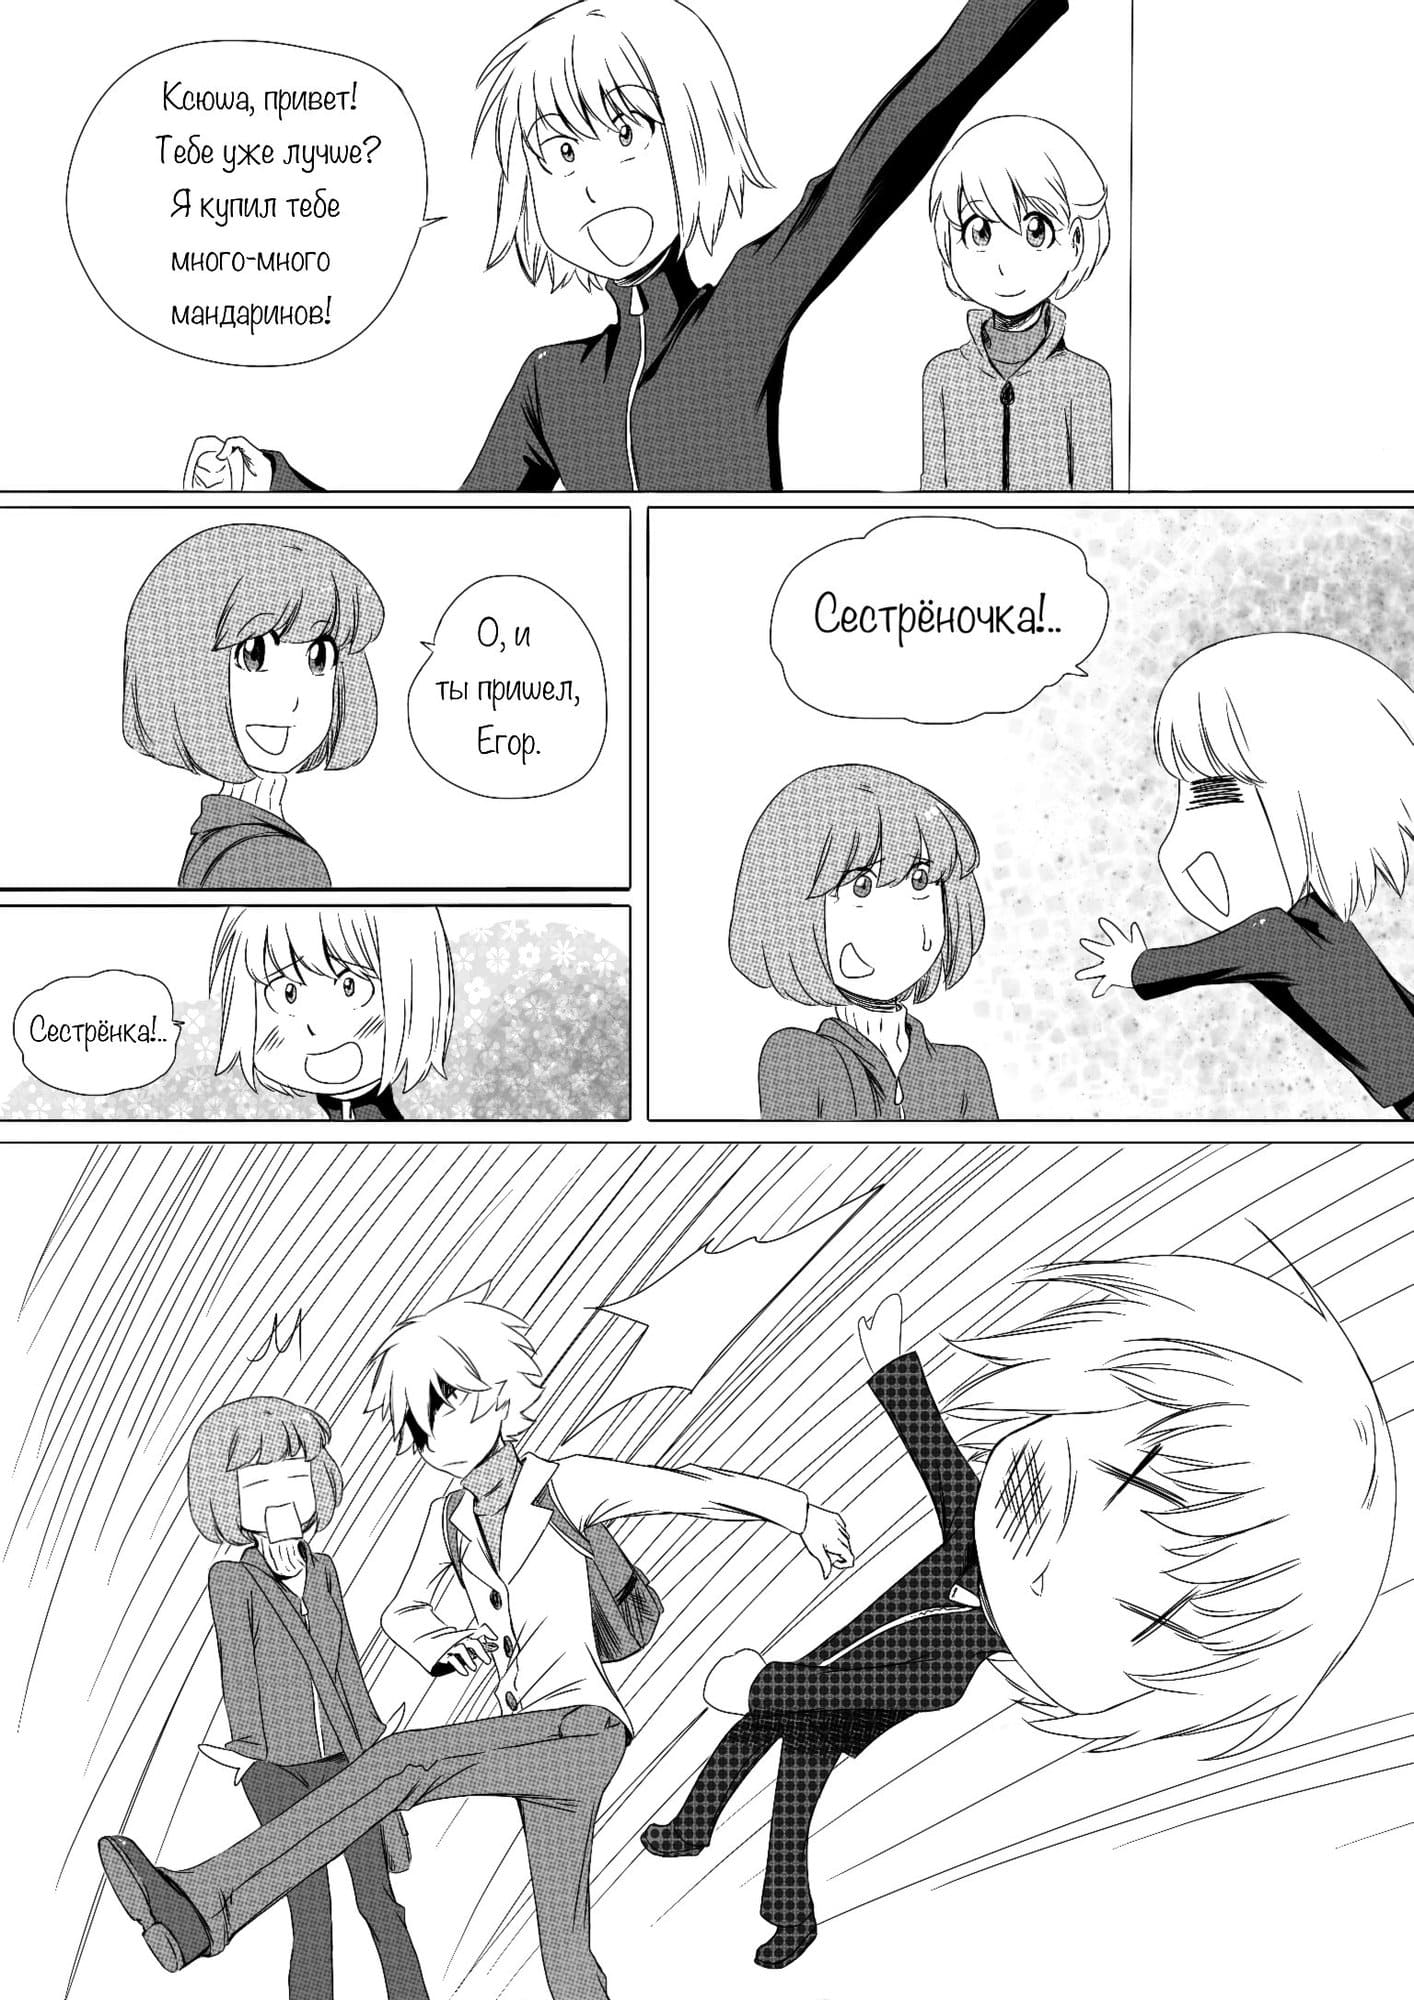 Ксюша, привет!
Тебе уже лучше?
Я купил тебе
много-много
мандаринов!
О, и
ты пришел,
Егор.
Сестрёнка!..
Сестрёночка!..